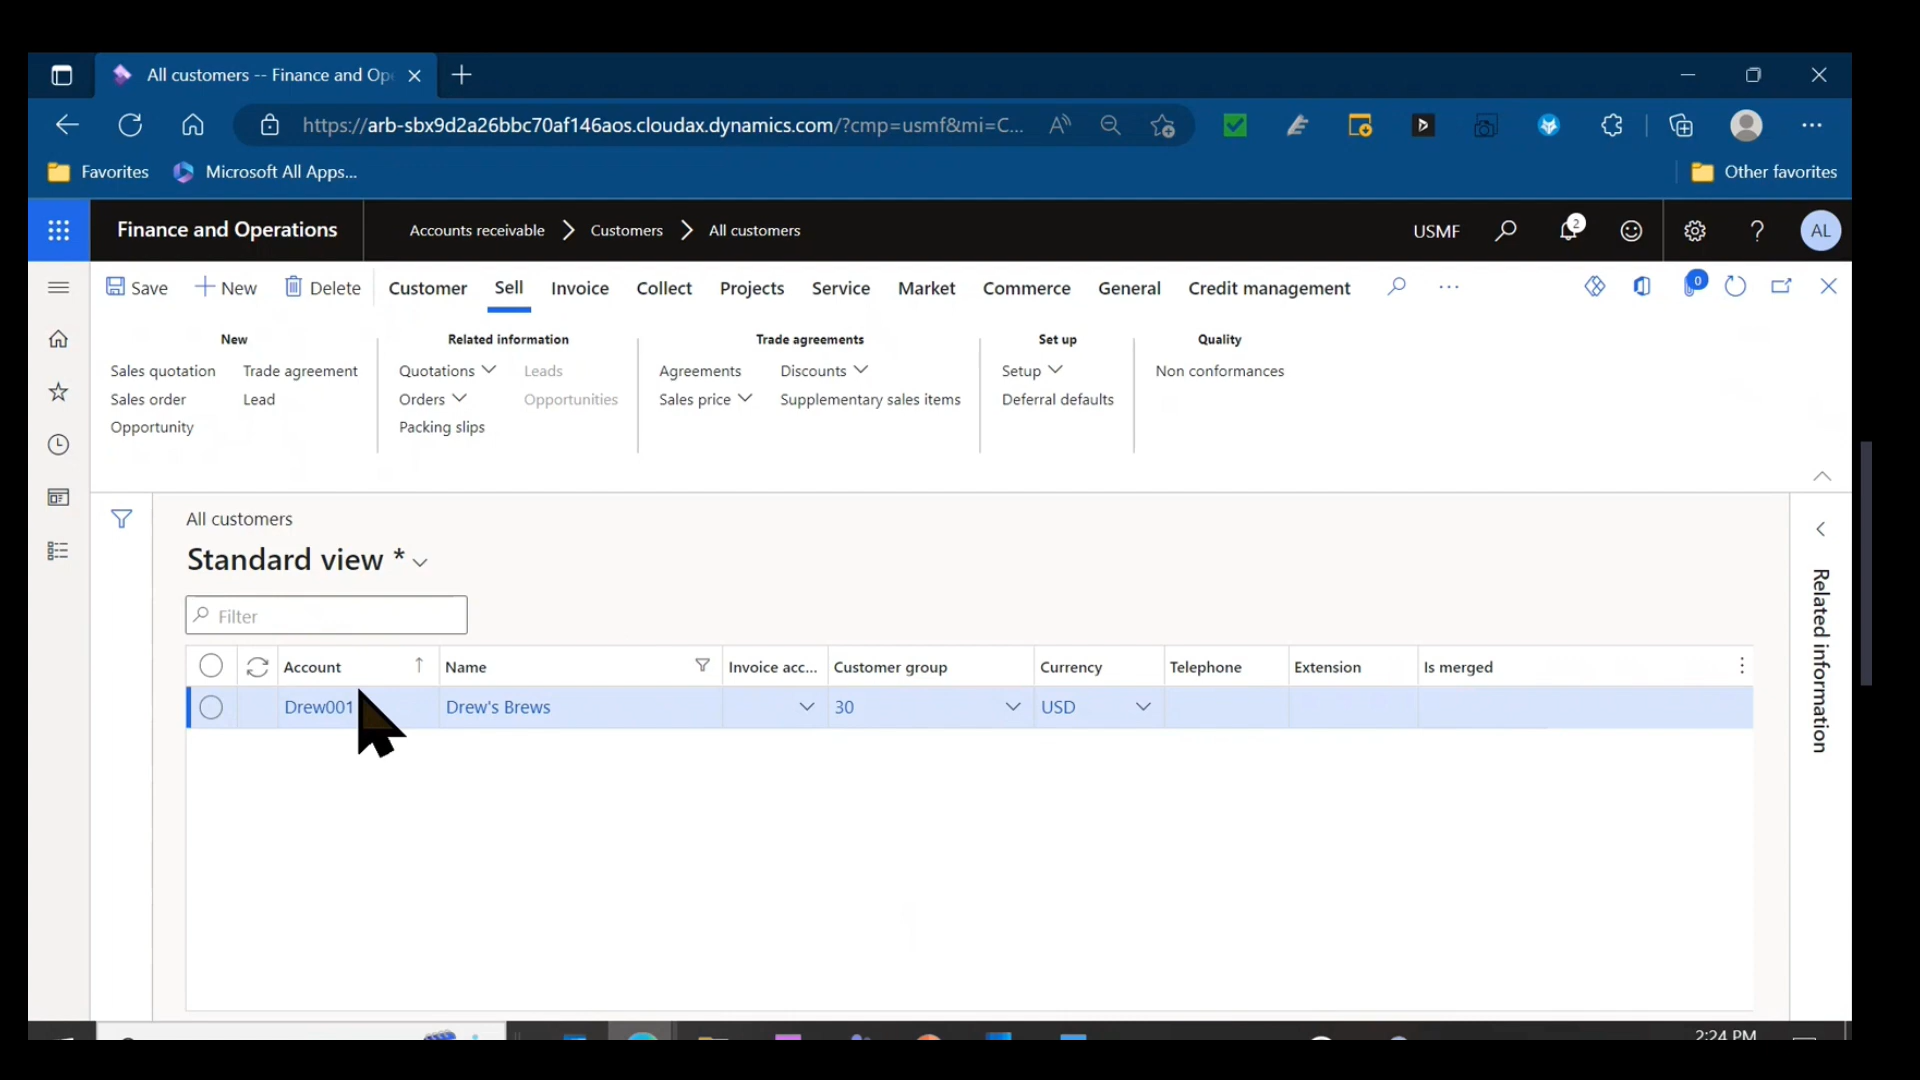 All customers -- Finance and Op
https://arb-sbx9d2a26bbc70af146aos.cloudax.dynamics.com/?cmp=usmf&mi=C...
Favorites Microsoft All Apps... Other favorites
Finance and Operations Accounts receivable Customers All customers USMF 2 ? AL
Save New Delete Customer Sell Invoice Collect Projects Service Market Commerce General Credit management ... 0
New Related information Trade agreements Set up Quality
Sales quotation Trade agreement Quotations Leads Agreements Discounts Setup Non conformances
Sales order Lead Orders Opportunities Sales price Supplementary sales items Deferral defaults
Opportunity Packing slips
All customers
Standard view *
Filter
Account Name Invoice acc... Customer group Currency Telephone Extension Is merged
Drew001 Drew's Brews 30 USD
Related information
2:24 PM